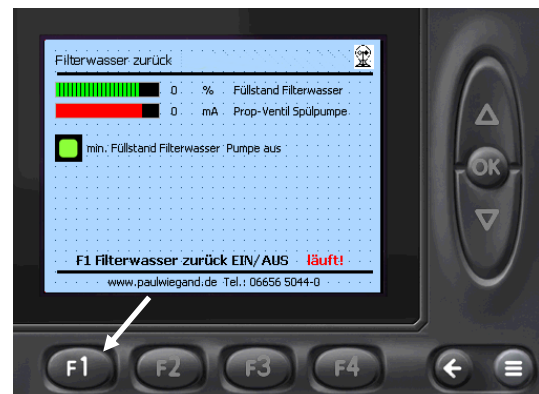 Filterwasser zurück
0 % Füllstand Filterwasser
0 mA Prop-Ventil Spülpumpe
min. Füllstand Filterwasser Pumpe aus
F1 Filterwasser zurück EIN/AUS läuft!
www.paulwiegand.de Tel.: 06656 5044-0
OK
F1 F2 F3 F4